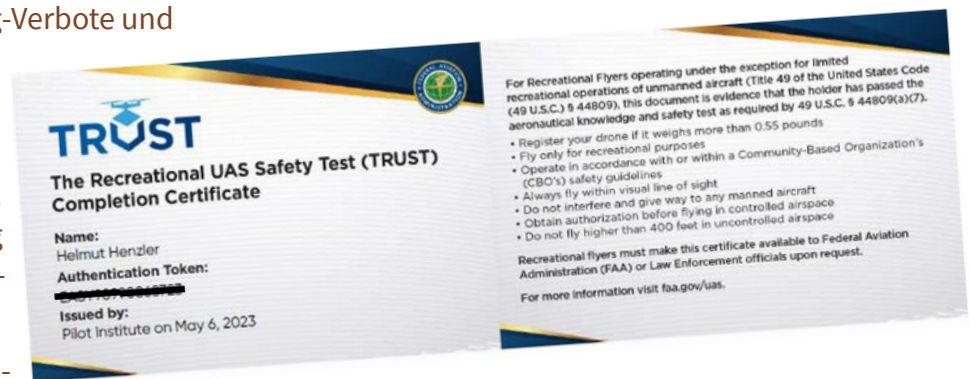 -Verbote und
TRUST
The Recreational UAS Safety Test (TRUST)
Completion Certificate
Name:
Helmut Henzler
Authentication Token:
Issued by:
Pilot Institute on May 6, 2023
For Recreational Flyers operating under the exception for limited
recreational operations of unmanned aircraft (Title 49 of the United States Code
(49 U.S.C.) § 44809), this document is evidence that the holder has passed the
aeronautical knowledge and safety test as required by 49 U.S.C. § 44809(a)(7).
• Register your drone if it weighs more than 0.55 pounds
• Fly only for recreational purposes
• Operate in accordance with or within a Community-Based Organization's
(CBO's) safety guidelines
• Always fly within visual line of sight
• Do not interfere and give way to any manned aircraft
• Obtain authorization before flying in controlled airspace
• Do not fly higher than 400 feet in uncontrolled airspace
Recreational flyers must make this certificate available to Federal Aviation
Administration (FAA) or Law Enforcement officials upon request.
For more information visit faa.gov/uas.